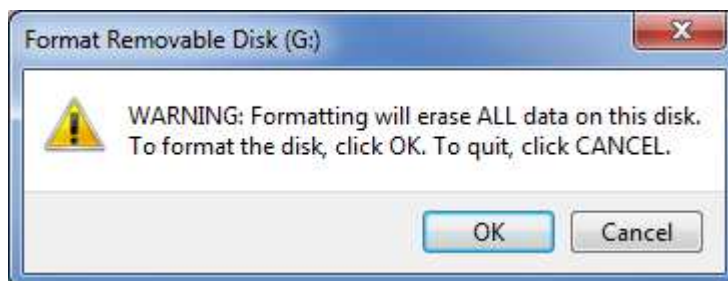 Format Removable Disk (G:)
WARNING: Formatting will erase ALL data on this disk.
To format the disk, click OK. To quit, click CANCEL.
OK
Cancel